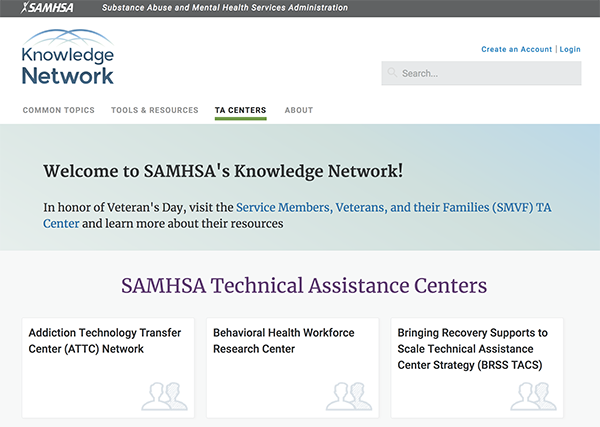 SAMHSA Substance Abuse and Mental Health Services Administration
Knowledge
Network
Create an Account | Login
Search...
COMMON TOPICS TOOLS & RESOURCES TA CENTERS ABOUT
Welcome to SAMHSA's Knowledge Network!
In honor of Veteran's Day, visit the Service Members, Veterans, and their Families (SMVF) TA
Center and learn more about their resources
SAMHSA Technical Assistance Centers
Addiction Technology Transfer
Center (ATTC) Network
Behavioral Health Workforce
Research Center
Bringing Recovery Supports to
Scale Technical Assistance
Center Strategy (BRSS TACS)